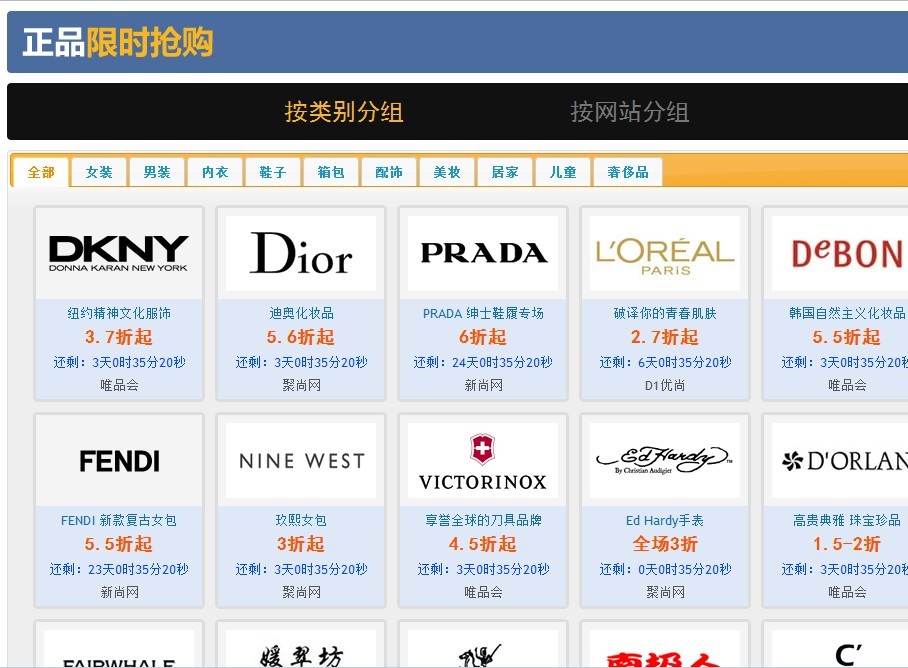 正品限时抢购
按类别分组 按网站分组
全部 女装 男装 内衣 鞋子 箱包 配饰 美妆 居家 儿童 奢侈品
DKNY
DONNA KARAN NEW YORK
纽约精神文化服饰
3.7折起
还剩：3天0时35分20秒
唯品会
Dior
迪奥化妆品
5.6折起
还剩：3天0时35分20秒
聚尚网
PRADA
PRADA 绅士鞋履专场
6折起
还剩：24天0时35分20秒
新尚网
L'ORÉAL
PARiS
破译你的青春肌肤
2.7折起
还剩：6天0时35分20秒
D1优尚
DeBON
韩国自然主义化妆品
5.5折起
还剩：3天0时35分20秒
唯品会
FENDI
FENDI 新款复古女包
5.5折起
还剩：23天0时35分20秒
新尚网
NINE WEST
玖熙女包
3折起
还剩：3天0时35分20秒
聚尚网
VICTORINOX
享誉全球的刀具品牌
4.5折起
还剩：3天0时35分20秒
唯品会
Ed Hardy
By Christian Audigier
™
Ed Hardy手表
全场3折
还剩：0天0时35分20秒
聚尚网
D'ORLAN
高贵典雅 珠宝珍品
1.5-2折
还剩：3天0时35分20秒
唯品会
FAIRWHALE
媛翠坊
南极人
C'